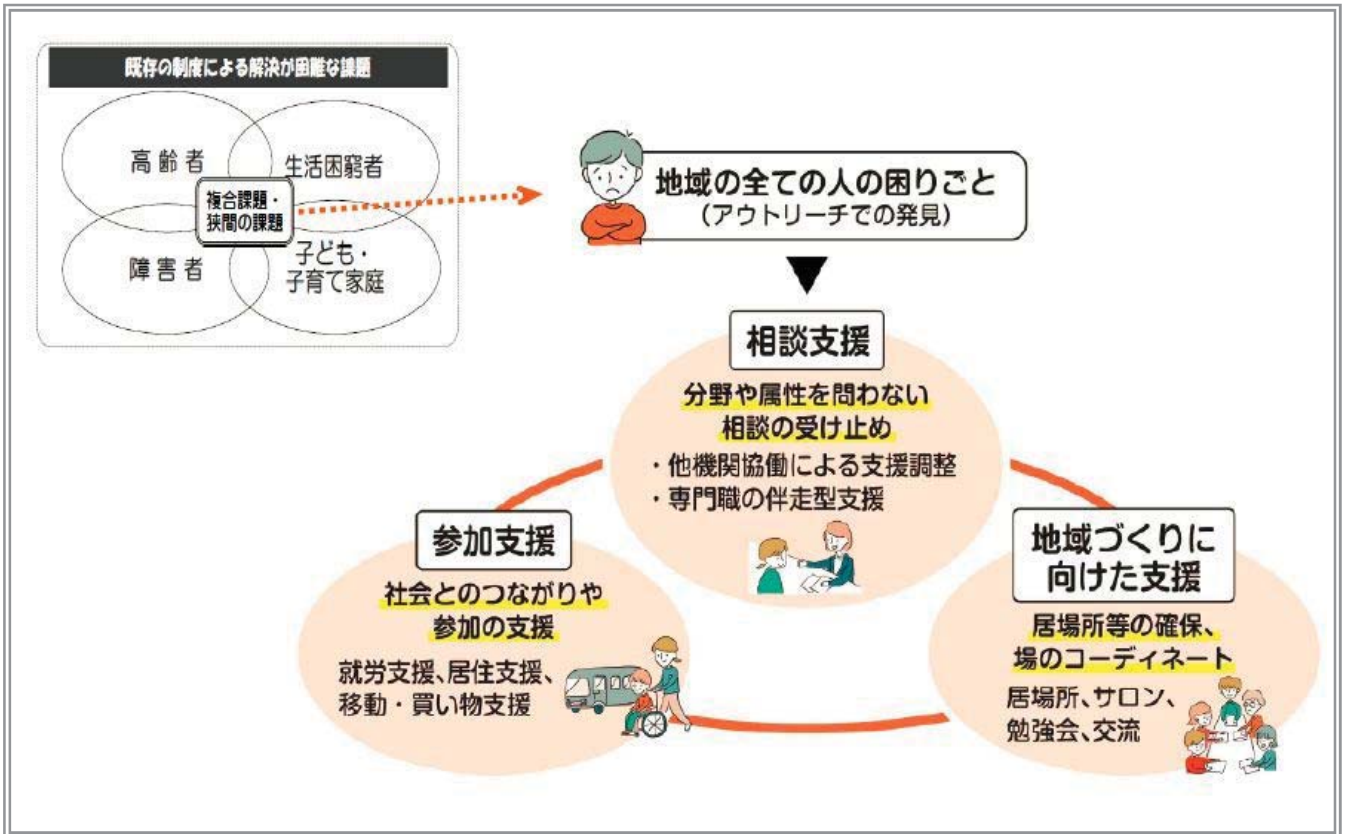 既存の制度による解決が困難な課題
高齢者
生活困窮者
複合課題・
狭間の課題
障害者
子ども・
子育て家庭
地域の全ての人の困りごと
(アウトリーチでの発見)
相談支援
分野や属性を問わない
相談の受け止め
・他機関協働による支援調整
・専門職の伴走型支援
参加支援
社会とのつながりや
参加の支援
就労支援、居住支援、
移動・買い物支援
地域づくりに
向けた支援
居場所等の確保、
場のコーディネート
居場所、サロン、
勉強会、交流